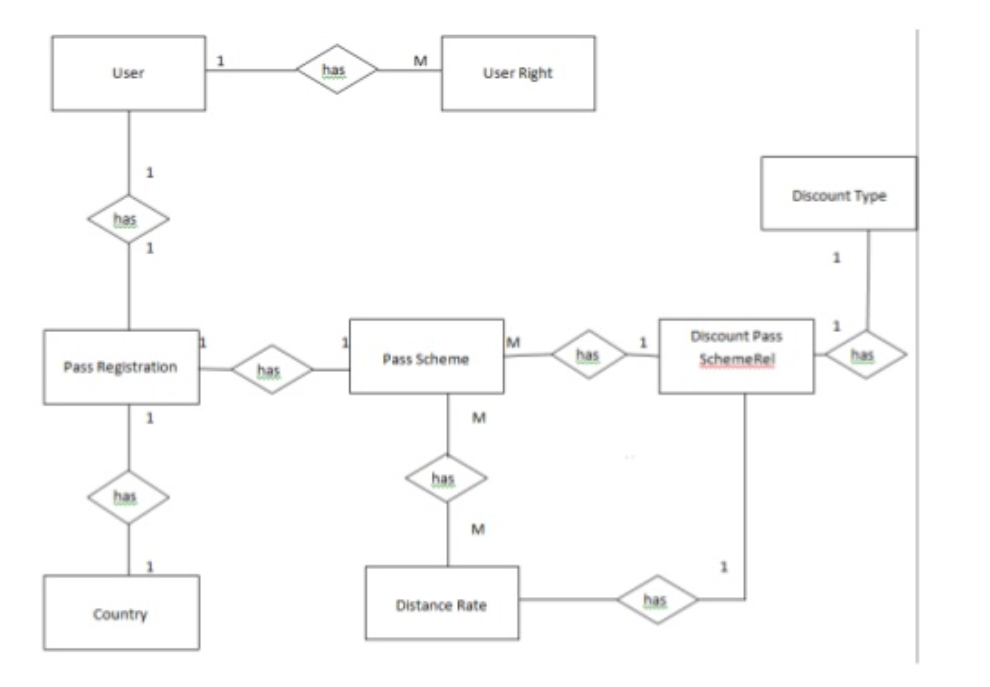 User
1
has
M
User Right
1
has
1
Discount Type
1
1
has
Pass Registration
1
has
1
Pass Scheme
M
has
1
Discount Pass
SchemeRel
1
has
1
Country
M
has
M
Distance Rate
has
1